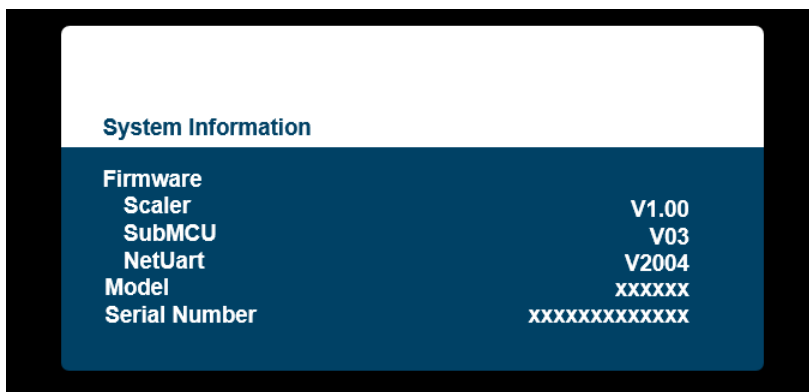 System Information
Firmware
Scaler V1.00
SubMCU V03
NetUart V2004
Model xxxxxx
Serial Number xxxxxxxxxxxxx